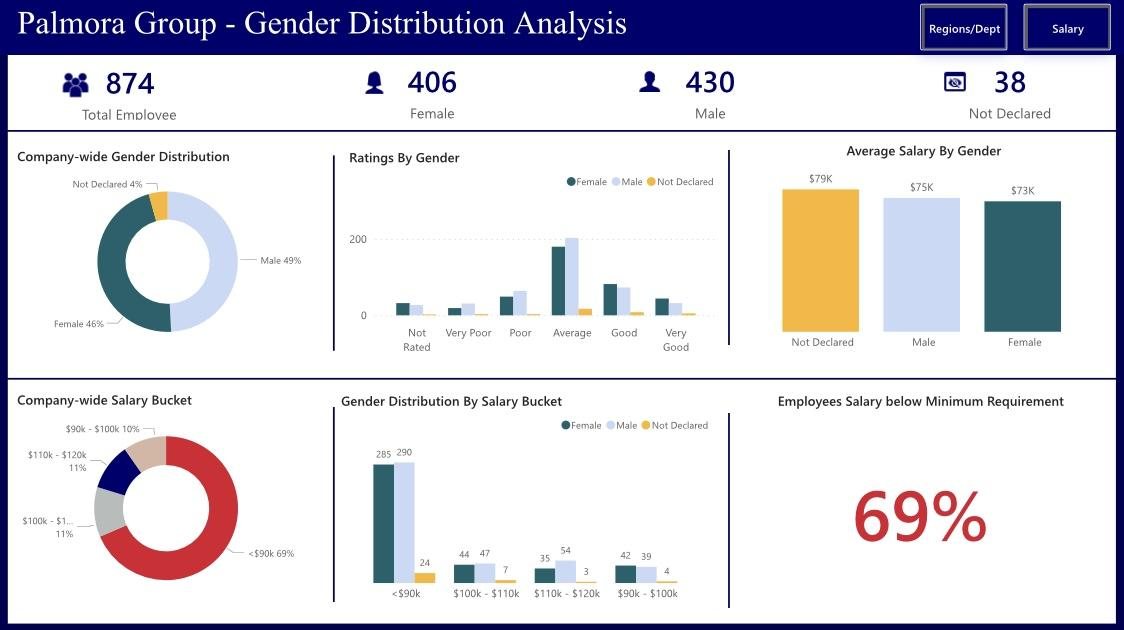 Palmora Group - Gender Distribution Analysis
Regions/Dept
Salary
874
Total Employee
406
Female
430
Male
38
Not Declared
Company-wide Gender Distribution
Not Declared 4%
Male 49%
Female 46%
Ratings By Gender
Female Male Not Declared
200
0
Not Rated
Very Poor
Poor
Average
Good
Very Good
Average Salary By Gender
$79K
$75K
$73K
Not Declared
Male
Female
Company-wide Salary Bucket
$90k - $100k 10%
$110k - $120k
11%
$100k - $1...
11%
<$90k 69%
Gender Distribution By Salary Bucket
Female Male Not Declared
285 290
24
44 47
7
35 54
3
42 39
4
<$90k
$100k - $110k
$110k - $120k
$90k - $100k
Employees Salary below Minimum Requirement
69%